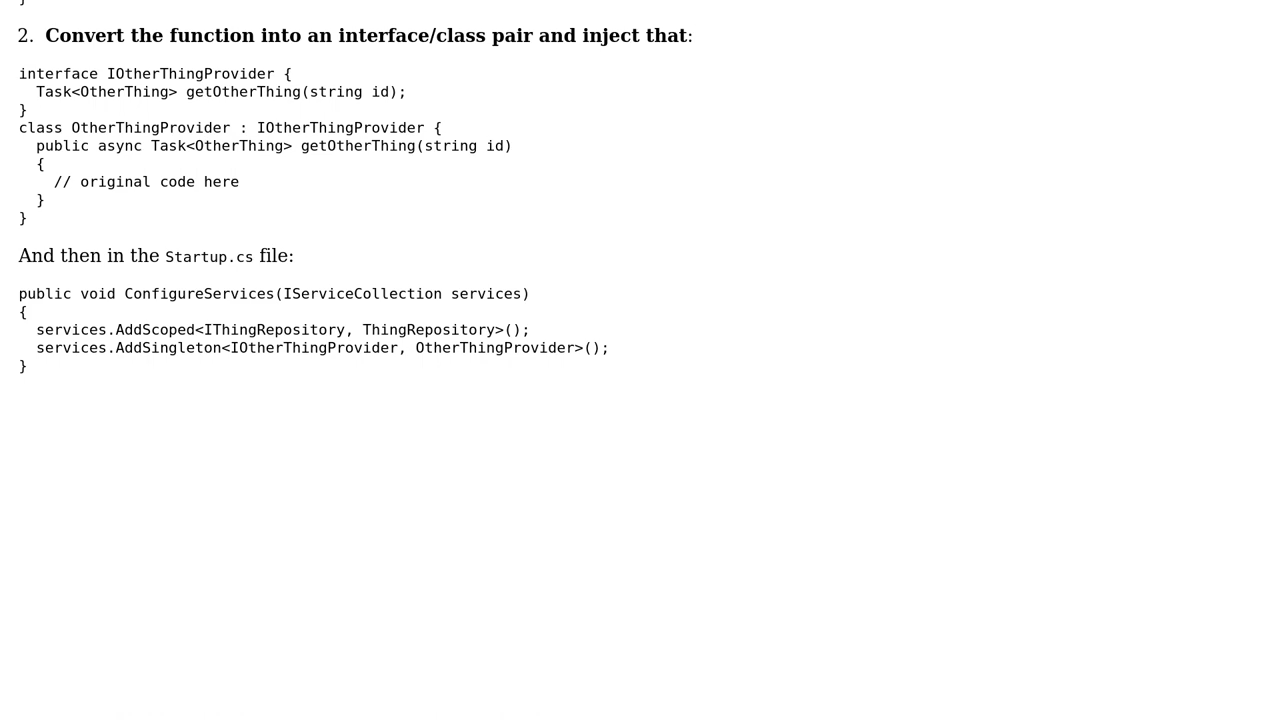 }
2. Convert the function into an interface/class pair and inject that:
interface IOtherThingProvider {
  Task<OtherThing> getOtherThing(string id);
}
class OtherThingProvider : IOtherThingProvider {
  public async Task<OtherThing> getOtherThing(string id)
  {
    // original code here
  }
}
And then in the Startup.cs file:
public void ConfigureServices(IServiceCollection services)
{
  services.AddScoped<IThingRepository, ThingRepository>();
  services.AddSingleton<IOtherThingProvider, OtherThingProvider>();
}